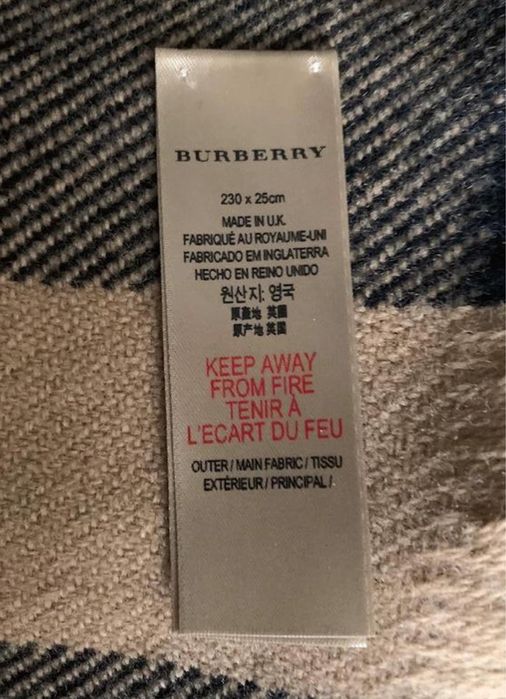 BURBERRY
230 x 25cm
MADE IN U.K.
FABRIQUÉ AU ROYAUME-UNI
FABRICADO EM INGLATERRA
HECHO EN REINO UNIDO
원산지: 영국
原產地 英國
原产地 英国
KEEP AWAY
FROM FIRE
TENIR À
L'ECART DU FEU
OUTER / MAIN FABRIC / TISSU
EXTÉRIEUR / PRINCIPAL /